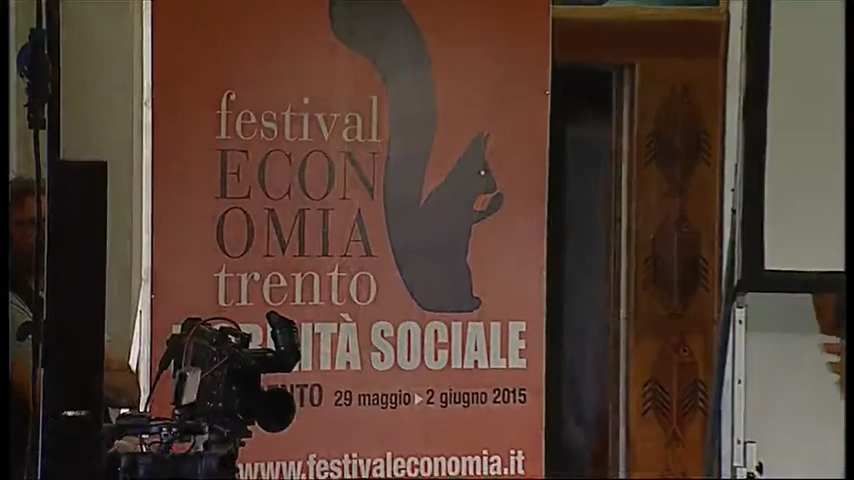 festival
ECON
OMIA
trento
SOCIALE
29 maggio 2 giugno 2015
www.festivaleconomia.it